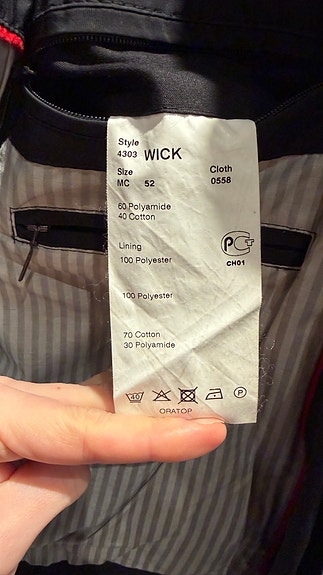 Style
4303 WICK
Size Cloth
MC 52 0558
60 Polyamide
40 Cotton
Lining
100 Polyester
CH01
100 Polyester
70 Cotton
30 Polyamide
40 P
ORATOP